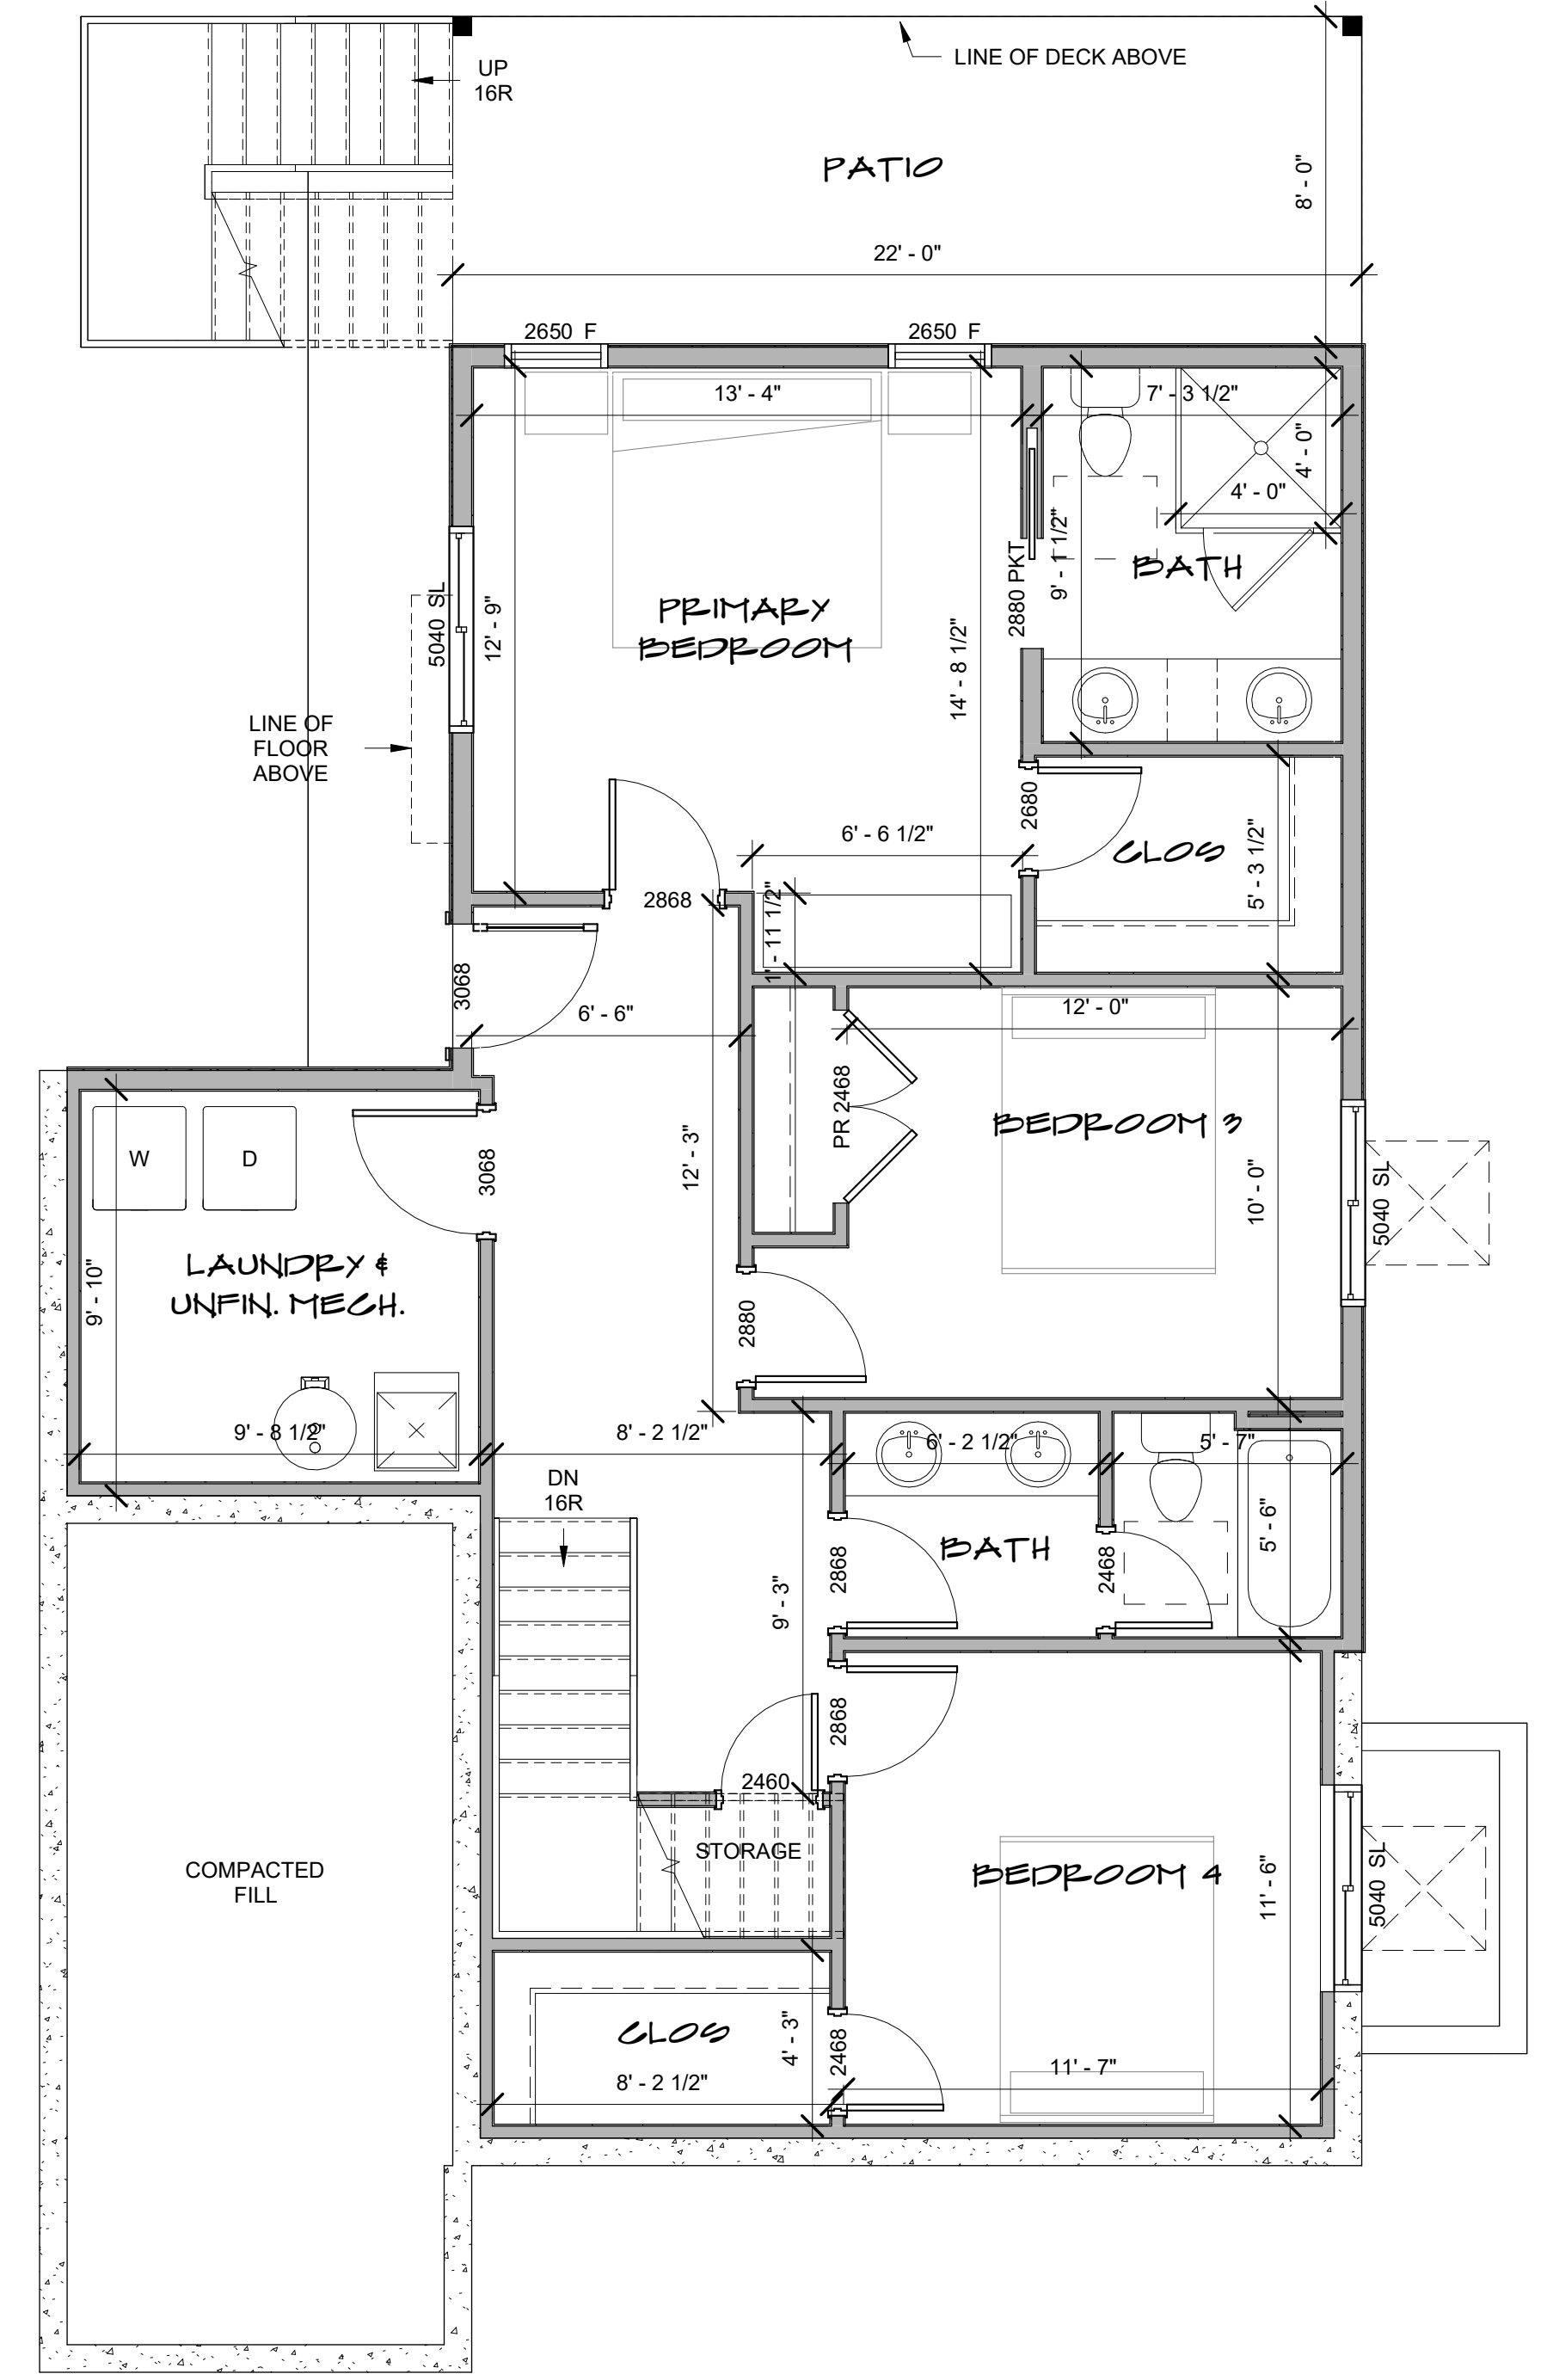 UP
16R
LINE OF DECK ABOVE
PATIO
8' - 0"
22' - 0"
2650 F
2650 F
13' - 4"
7' - 3 1/2"
4' - 0"
4' - 0"
9' - 1 1/2"
BATH
2880 PKT
5040 SL
12' - 9"
PRIMARY
BEDROOM
14' - 8 1/2"
LINE OF
FLOOR
ABOVE
2680
6' - 6 1/2"
CLOS
5' - 3 1/2"
2868
1' - 11 1/2"
3068
6' - 6"
12' - 0"
PR 2468
BEDROOM 3
W
D
3068
12' - 3"
10' - 0"
5040 SL
LAUNDRY &
UNFIN. MECH.
9' - 10"
2880
9' - 8 1/2"
8' - 2 1/2"
6' - 2 1/2"
5' - 7"
DN
16R
BATH
2868
2468
5' - 6"
9' - 3"
2868
2460
STORAGE
COMPACTED
FILL
BEDROOM 4
11' - 6"
5040 SL
CLOS
4' - 3"
2468
8' - 2 1/2"
11' - 7"